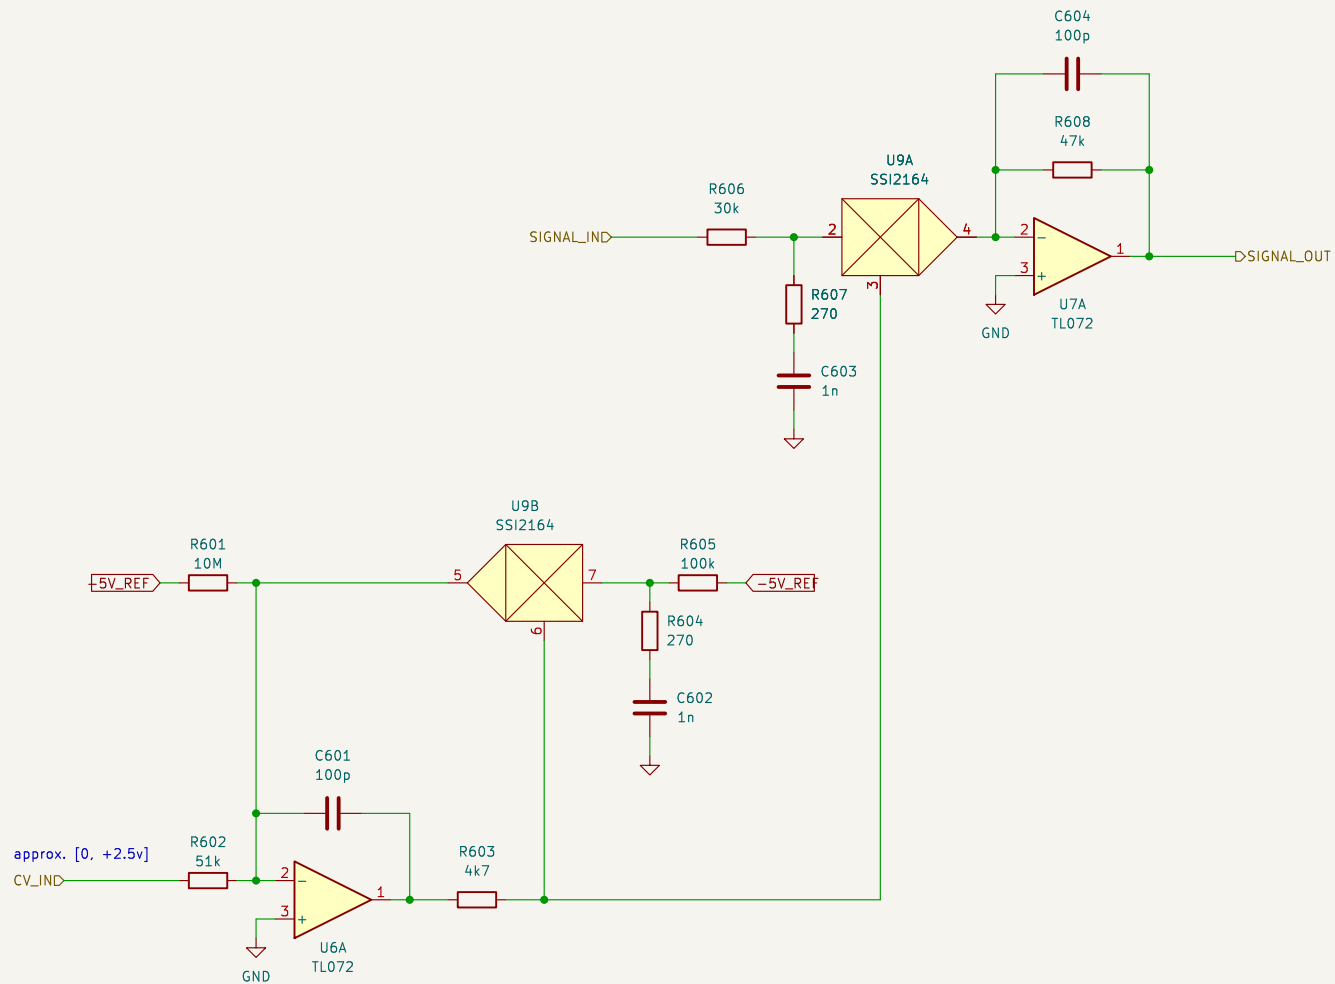 C604
100p
R608
47k
U9A
SSI2164
R606
30k
SIGNAL_IN
2
4
2
−
1
SIGNAL_OUT
3
3
+
R607
270
U7A
TL072
GND
C603
1n
U9B
SSI2164
R601
10M
R605
100k
-5V_REF
5
7
-5V_REF
6
R604
270
C602
1n
C601
100p
approx. [0, +2.5v]
R602
51k
R603
4k7
CV_IN
2
−
1
3
+
U6A
TL072
GND